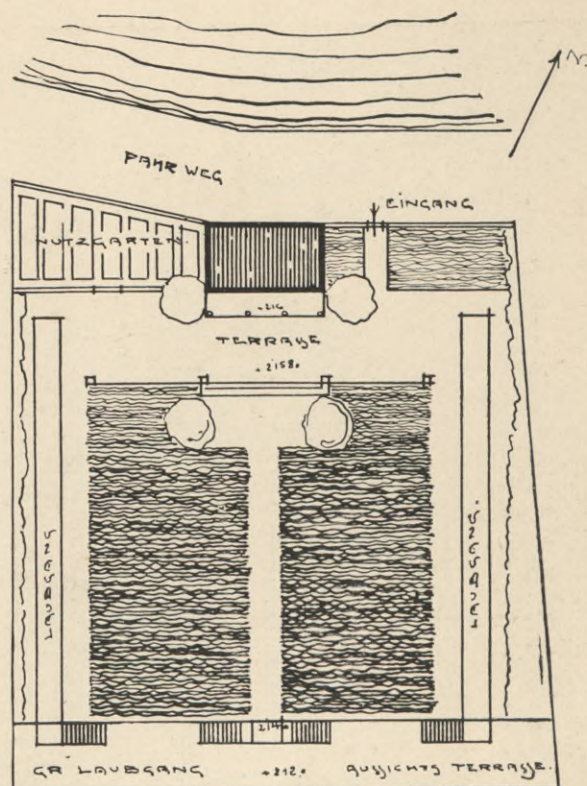 N
FAHR WEG
EINGANG
NUTZGARTEN.
TERRASSE
LAUBGANG
LAUBGANG.
GR LAUBGANG
AUSSICHTS TERRASSE.